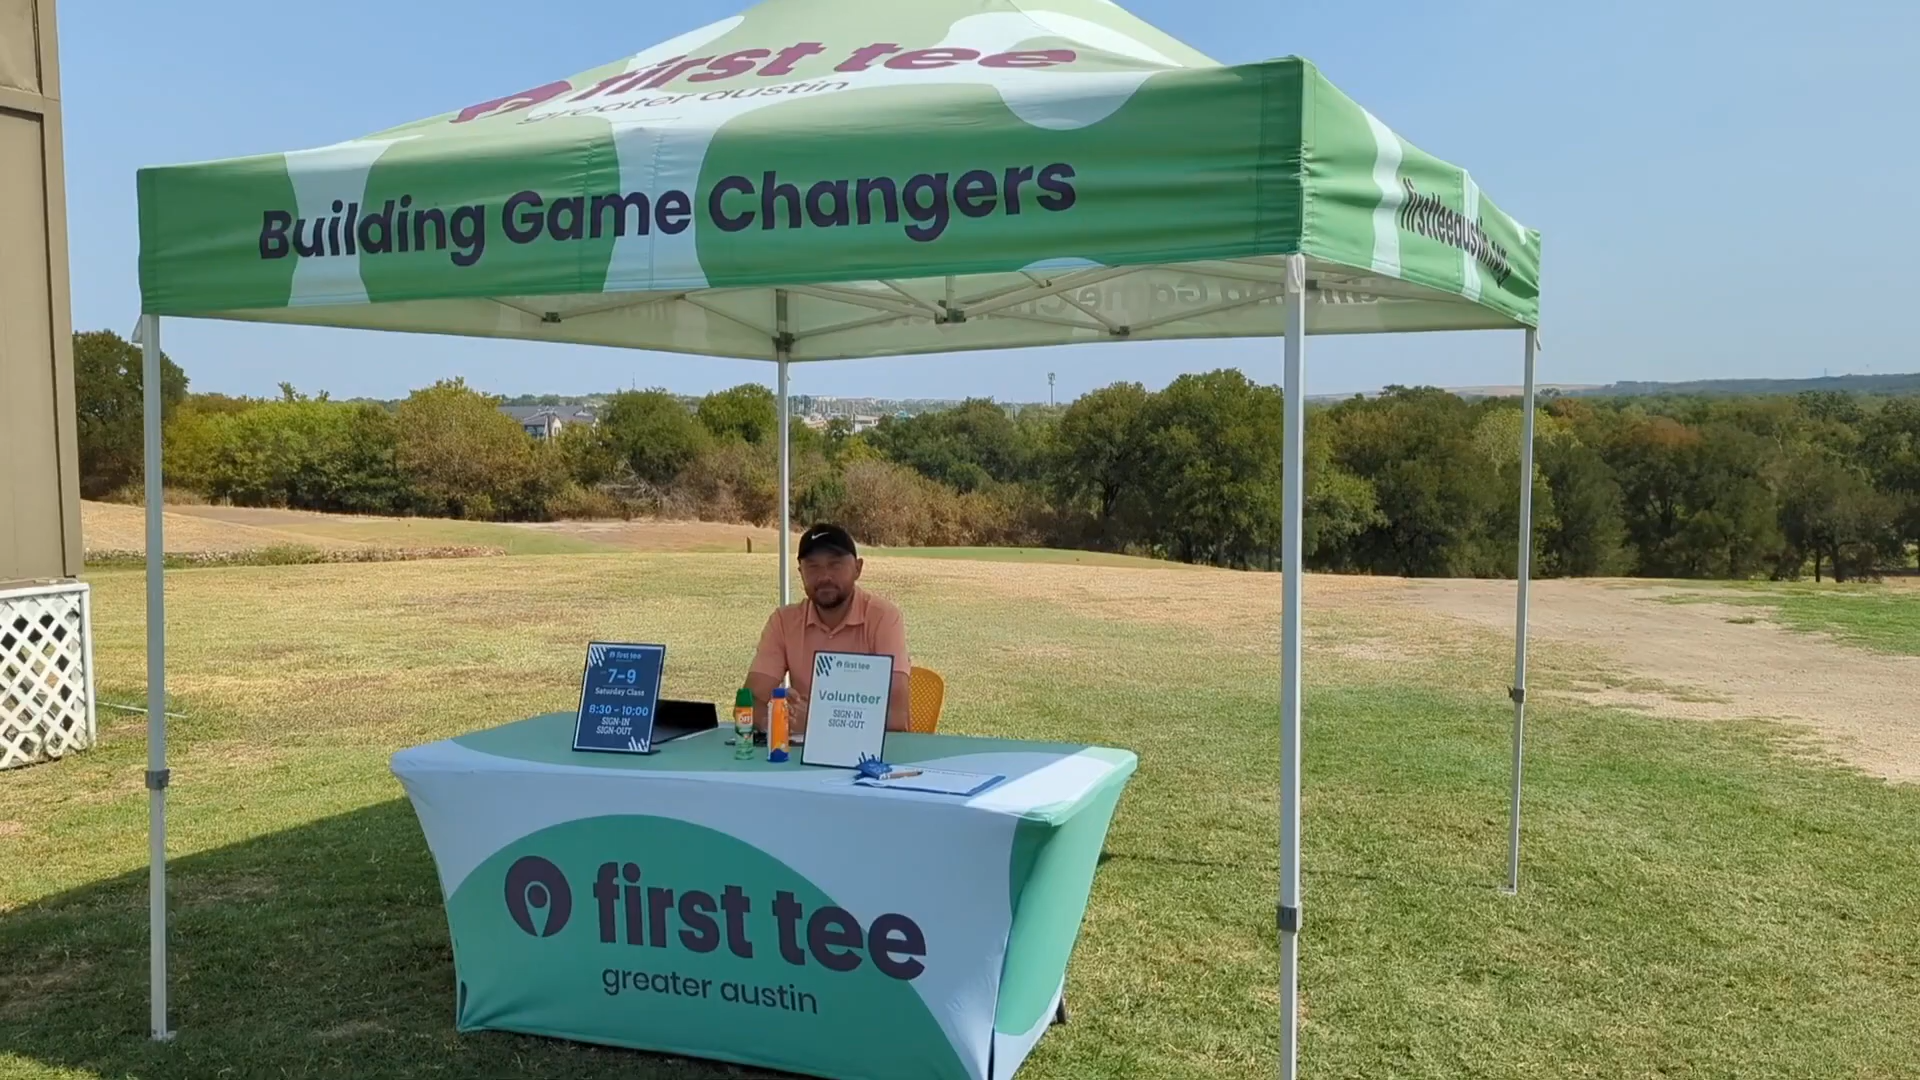 first tee
greater austin
Building Game Changers
firstteeaustin.org
first tee
7-9
Saturday Class
8:30 - 10:00
SIGN-IN
SIGN-OUT
first tee
Volunteer
SIGN-IN
SIGN-OUT
OFF!
first tee
greater austin